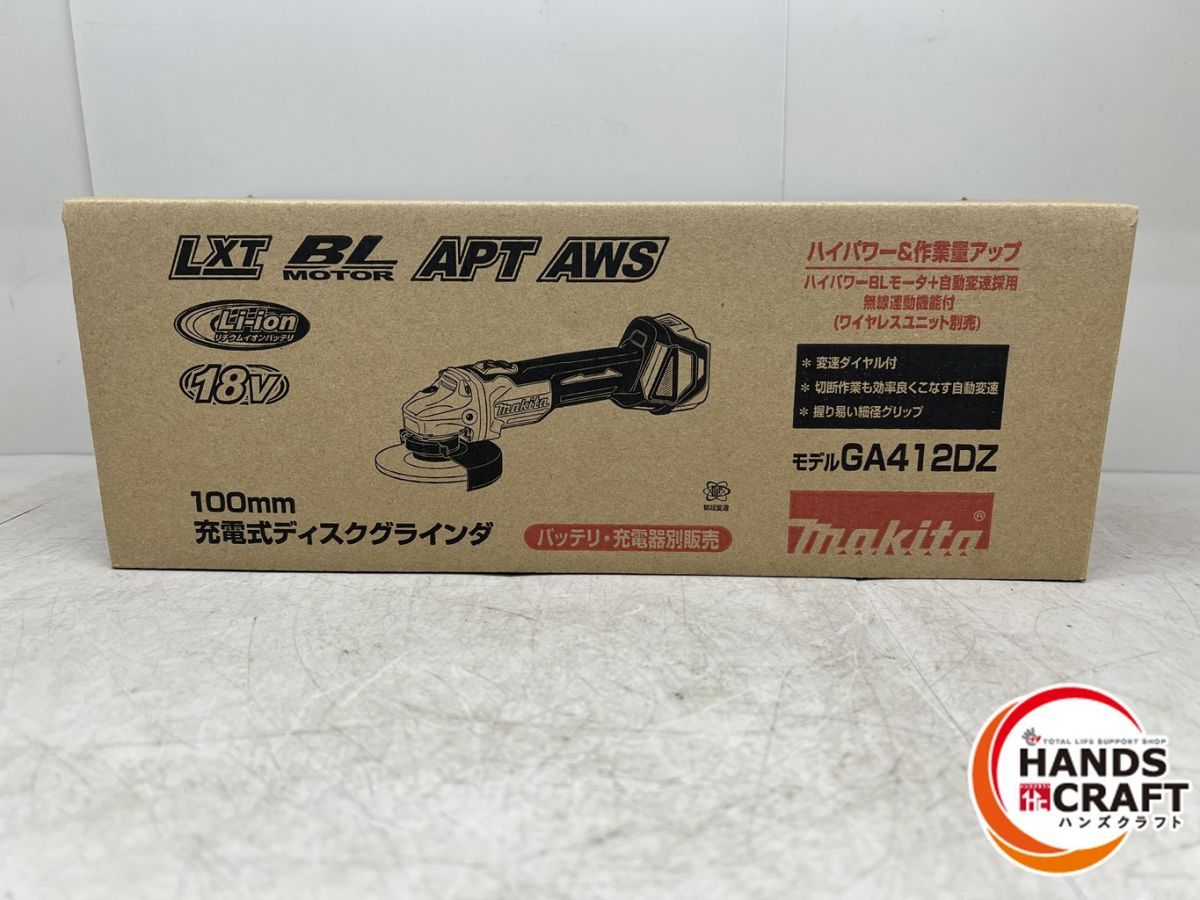 LXT BL MOTOR APT AWS
Li-ion
リチウムイオンバッテリ
18V
makita
100mm
充電式ディスクグラインダ
バッテリ・充電器別販売
無段変速
ハイパワー&作業量アップ
ハイパワーBLモータ+自動変速採用
無線連動機能付
(ワイヤレスユニット別売)
* 変速ダイヤル付
* 切断作業も効率良くこなす自動変速
* 握り易い細径グリップ
モデルGA412DZ
makita®
TOTAL LIFE SUPPORT SHOP
HANDS
CRAFT
ハンズクラフト